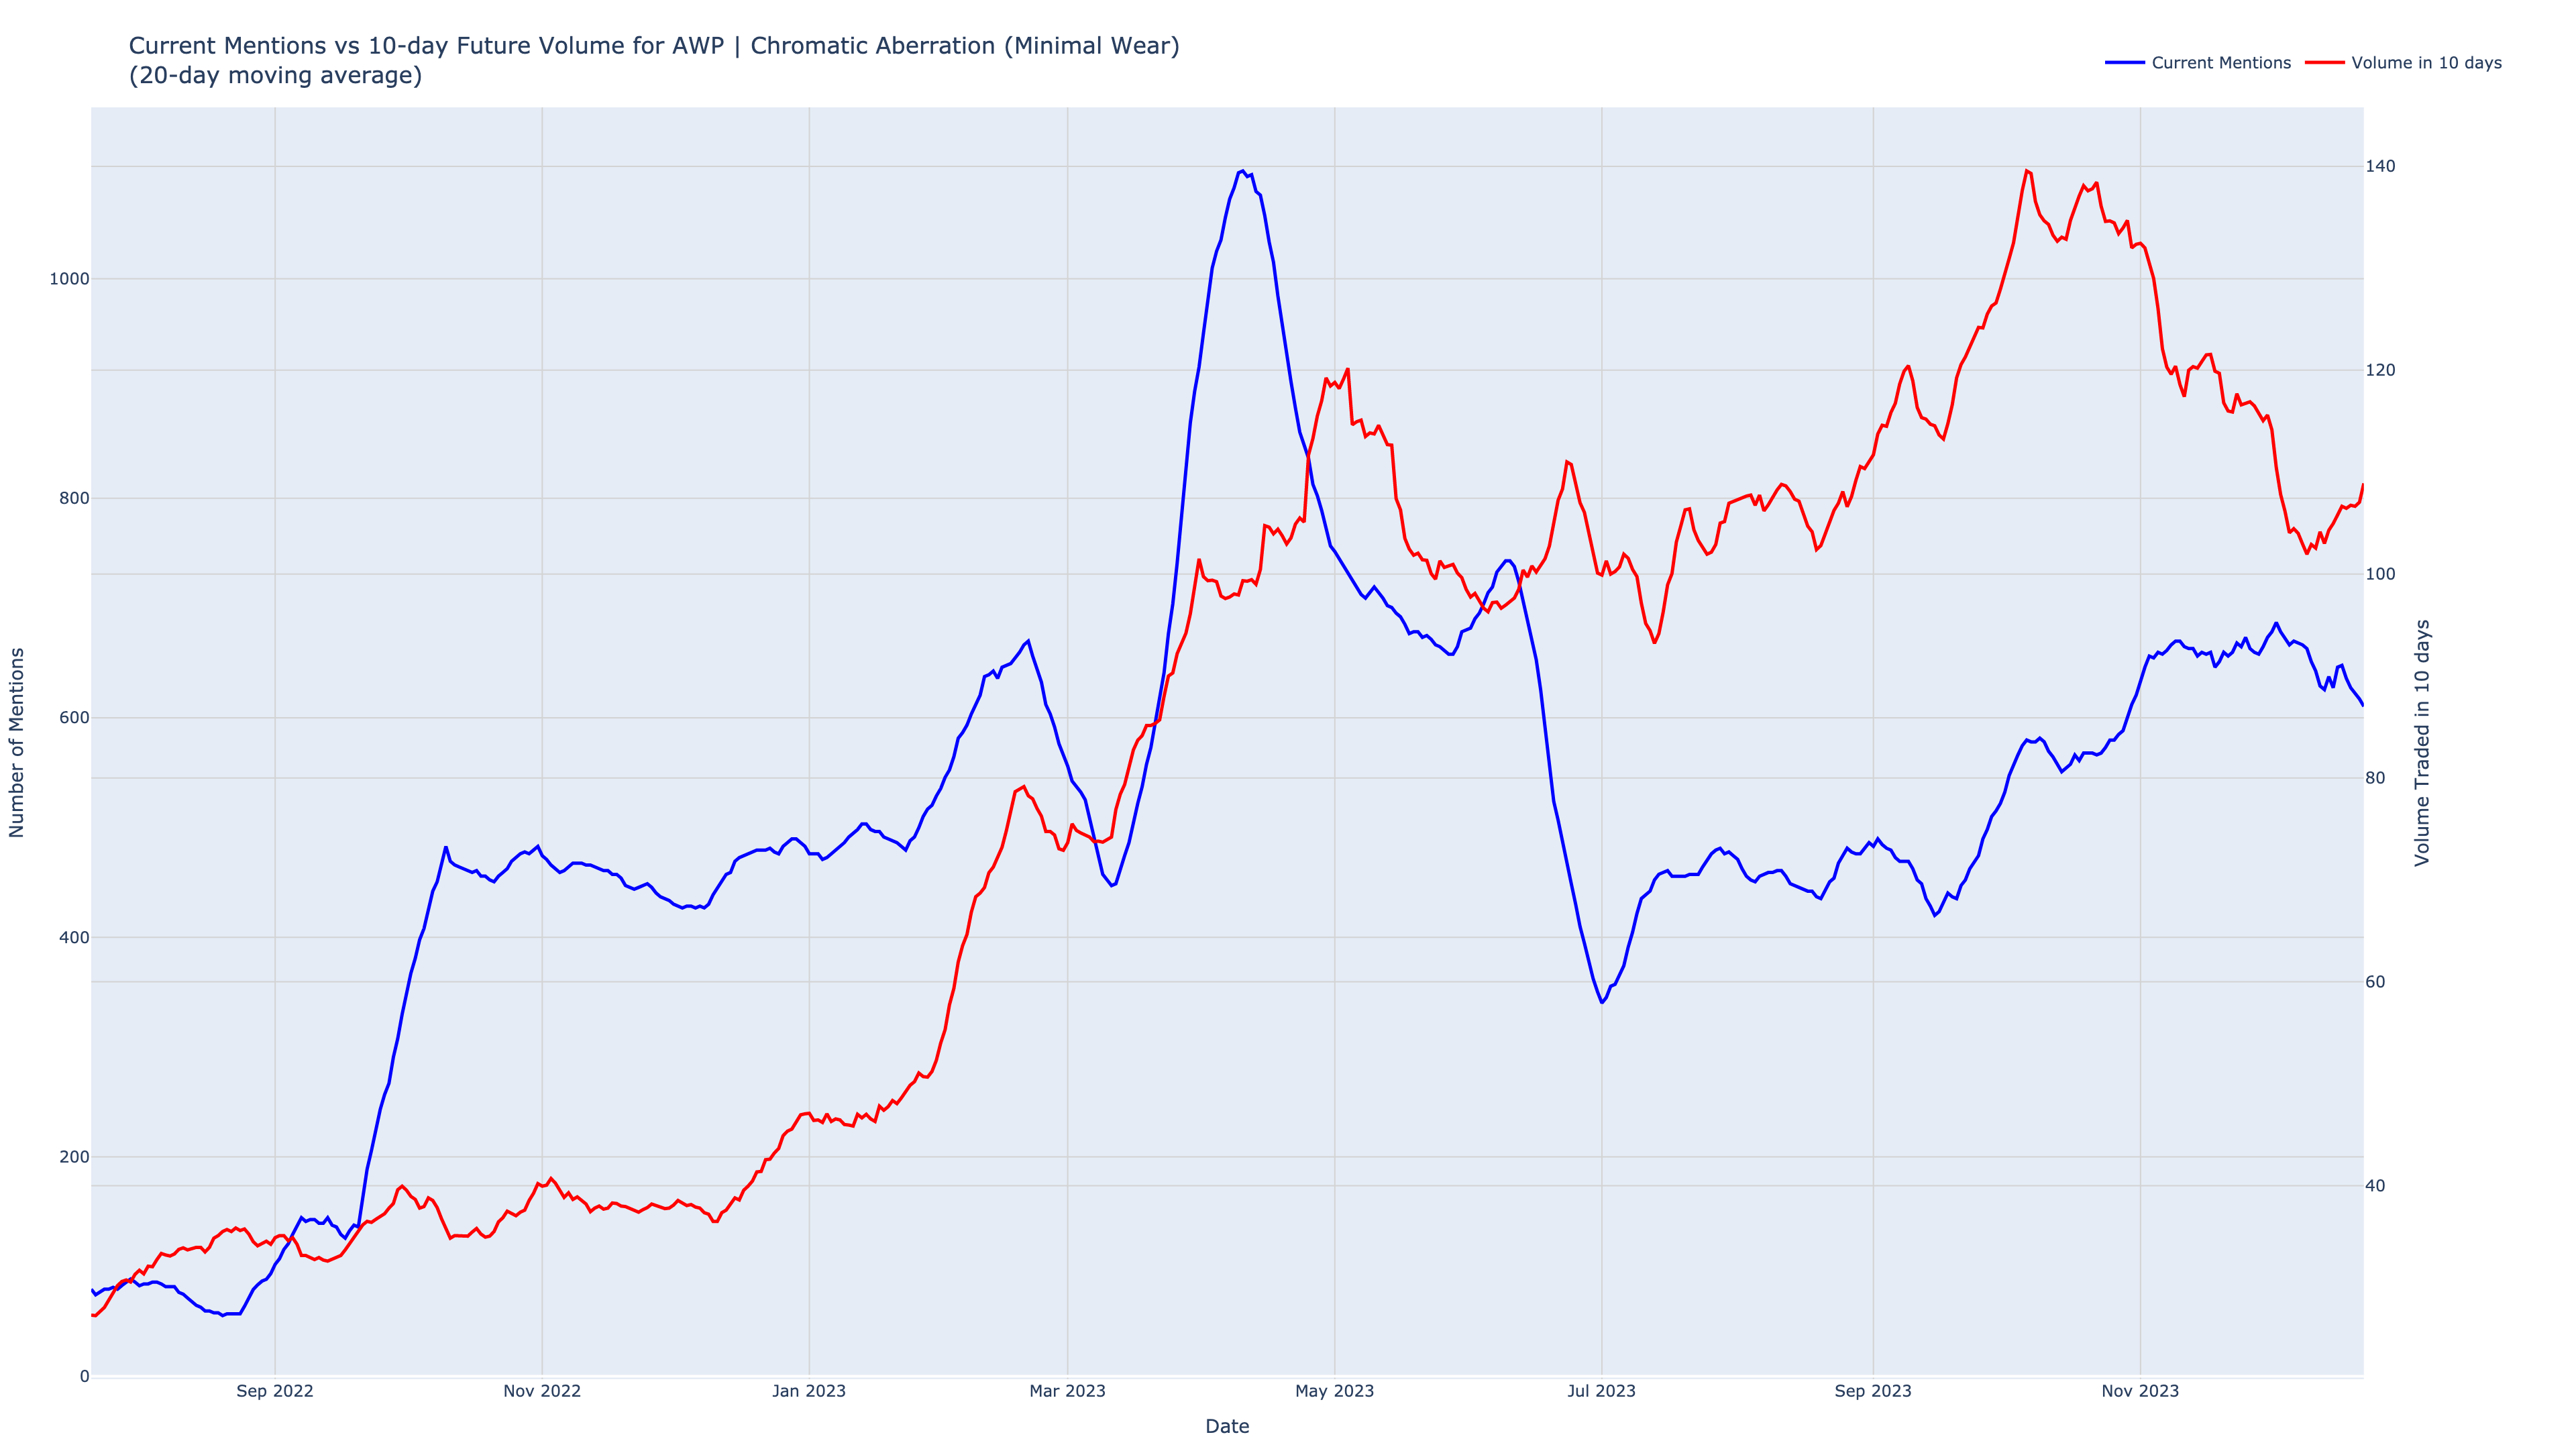 Current Mentions vs 10-day Future Volume for AWP | Chromatic Aberration (Minimal Wear)
(20-day moving average)
Current Mentions
Volume in 10 days
Number of Mentions
1000
800
600
400
200
0
140
120
100
80
60
40
Volume Traded in 10 days
Sep 2022
Nov 2022
Jan 2023
Mar 2023
May 2023
Jul 2023
Sep 2023
Nov 2023
Date